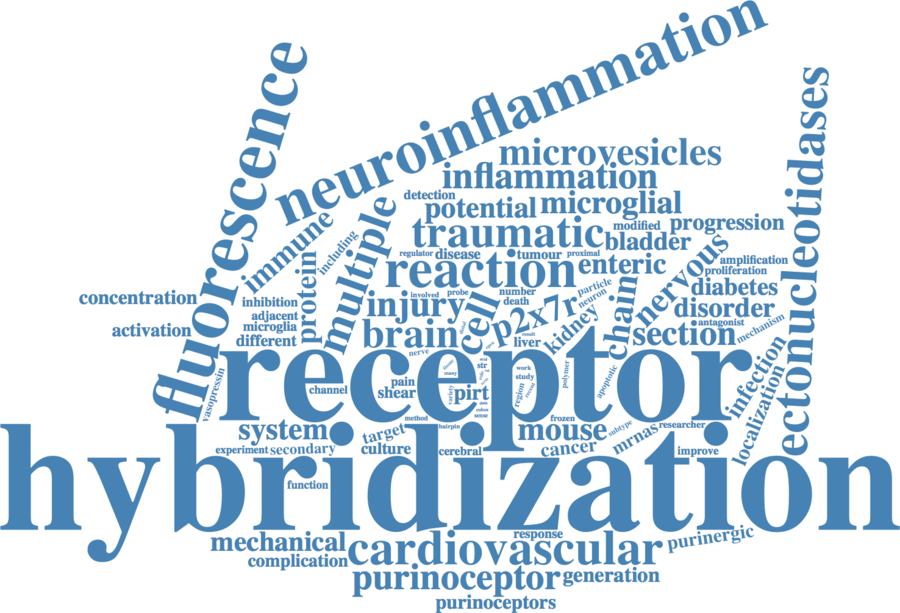 neuroinflammation
fluorescence
ectonucleotidases
microvesicles
inflammation
detection
potential
microglial
modified
progression
traumatic
bladder
immune
including
multiple
regulator
disease
tumour
proximal
nervous
amplification
proliferation
reaction
enteric
diabetes
concentration
inhibition
protein
injury
involved
probe
cell
number
death
p2x7r
particle
neuron
kidney
chain
disorder
adjacent
activation
microglia
different
brain
liver
section
antagonist
mechanism
receptor
nerve
result
str
work
study
many
vasopressin
channel
pain
shear
variety
pirt
region
polymer
apoptotic
infection
localization
system
method
hairpin
frozen
subtype
researcher
target
mouse
mrnas
experiment
secondary
culture
cerebral
cancer
improve
hybridization
function
mechanical
complication
cardiovascular
response
purinergic
purinoceptor
generation
purinoceptors